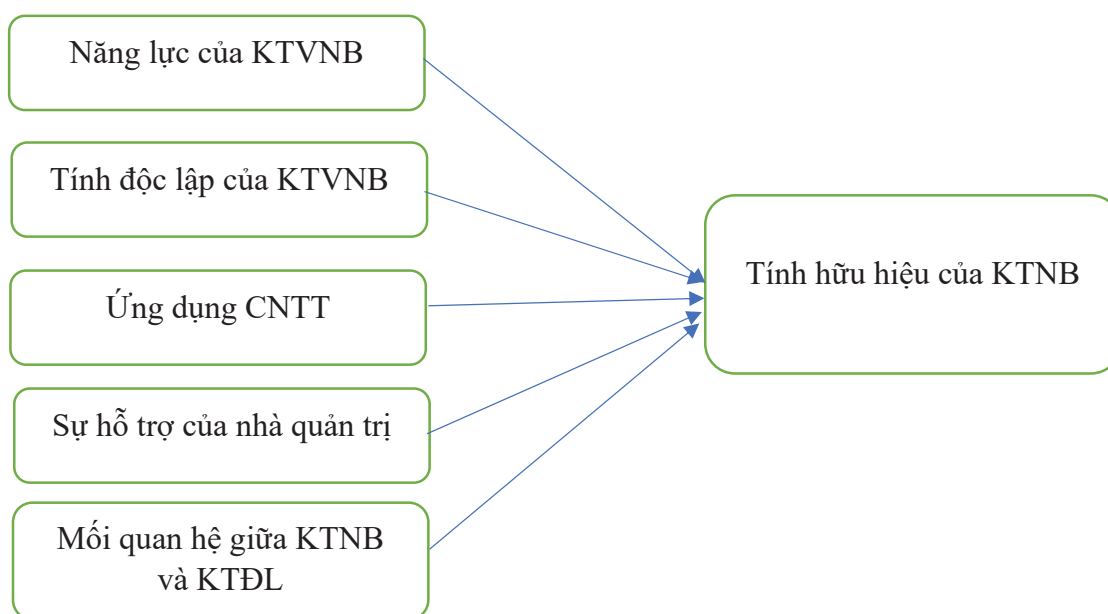 Năng lực của KTVNB
Tính độc lập của KTVNB
Ứng dụng CNTT
Sự hỗ trợ của nhà quản trị
Mối quan hệ giữa KTNB
và KTĐL
Tính hữu hiệu của KTNB